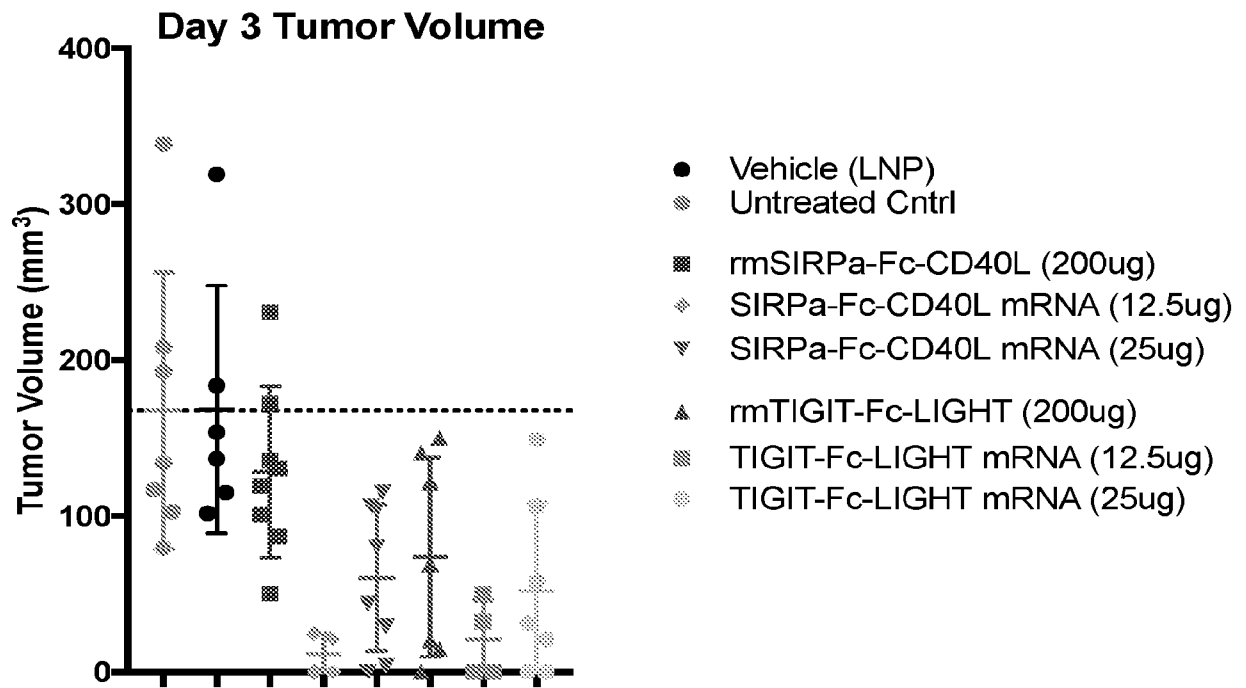 Day 3 Tumor Volume
Tumor Volume (mm³)
400
300
200
100
0
Vehicle (LNP)
Untreated Cntrl
rmSIRPa-Fc-CD40L (200ug)
SIRPa-Fc-CD40L mRNA (12.5ug)
SIRPa-Fc-CD40L mRNA (25ug)
rmTIGIT-Fc-LIGHT (200ug)
TIGIT-Fc-LIGHT mRNA (12.5ug)
TIGIT-Fc-LIGHT mRNA (25ug)